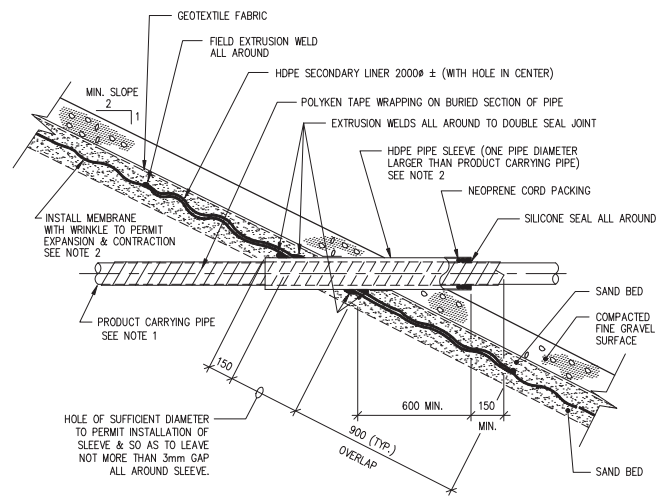 GEOTEXTILE FABRIC
FIELD EXTRUSION WELD
ALL AROUND
HDPE SECONDARY LINER 2000ø ± (WITH HOLE IN CENTER)
MIN. SLOPE
2
1
POLYKEN TAPE WRAPPING ON BURIED SECTION OF PIPE
EXTRUSION WELDS ALL AROUND TO DOUBLE SEAL JOINT
HDPE PIPE SLEEVE (ONE PIPE DIAMETER
LARGER THAN PRODUCT CARRYING PIPE)
SEE NOTE 2
NEOPRENE CORD PACKING
SILICONE SEAL ALL AROUND
INSTALL MEMBRANE
WITH WRINKLE TO PERMIT
EXPANSION & CONTRACTION
SEE NOTE 2
PRODUCT CARRYING PIPE
SEE NOTE 1
SAND BED
COMPACTED
FINE GRAVEL
SURFACE
150
600 MIN.
150
MIN.
HOLE OF SUFFICIENT DIAMETER
TO PERMIT INSTALLATION OF
SLEEVE & SO AS TO LEAVE
NOT MORE THAN 3mm GAP
ALL AROUND SLEEVE.
900 (TYP.)
OVERLAP
SAND BED